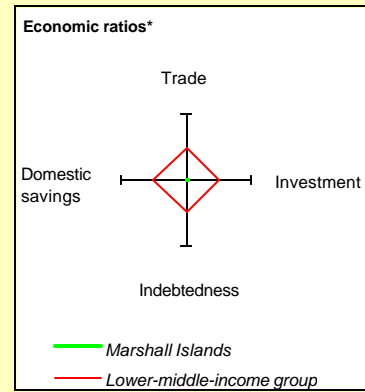 Economic ratios*
Trade
Domestic
savings
Investment
Indebtedness
Marshall Islands
Lower-middle-income group